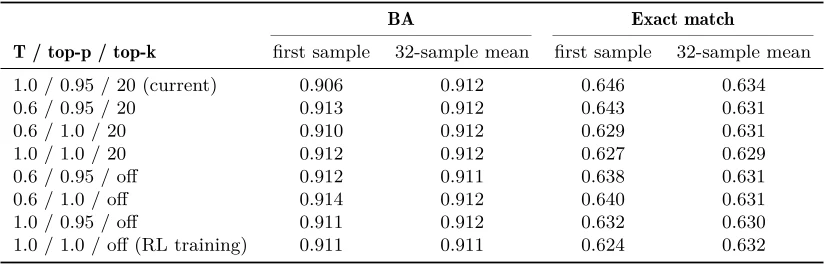 BA Exact match
T / top-p / top-k first sample 32-sample mean first sample 32-sample mean
1.0 / 0.95 / 20 (current) 0.906 0.912 0.646 0.634
0.6 / 0.95 / 20 0.913 0.912 0.643 0.631
0.6 / 1.0 / 20 0.910 0.912 0.629 0.631
1.0 / 1.0 / 20 0.912 0.912 0.627 0.629
0.6 / 0.95 / off 0.912 0.911 0.638 0.631
0.6 / 1.0 / off 0.914 0.912 0.640 0.631
1.0 / 0.95 / off 0.911 0.912 0.632 0.630
1.0 / 1.0 / off (RL training) 0.911 0.911 0.624 0.632